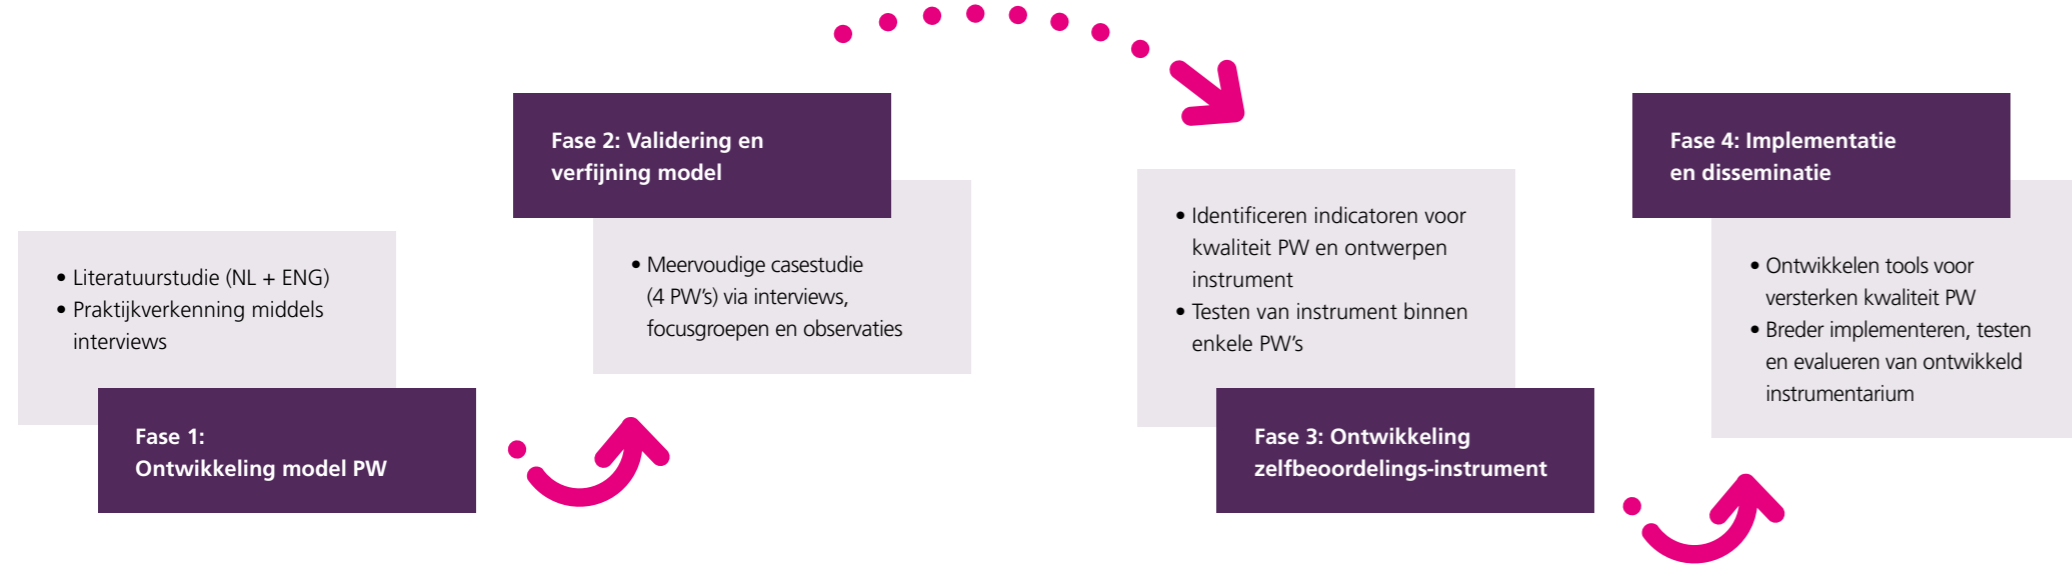 • Literatuurstudie (NL + ENG)
• Praktijkverkenning middels
interviews
Fase 1:
Ontwikkeling model PW
Fase 2: Validering en
verfijning model
• Meervoudige casestudie
(4 PW's) via interviews,
focusgroepen en observaties
• Identificeren indicatoren voor
kwaliteit PW en ontwerpen
instrument
• Testen van instrument binnen
enkele PW's
Fase 3: Ontwikkeling
zelfbeoordelings-instrument
Fase 4: Implementatie
en disseminatie
• Ontwikkelen tools voor
versterken kwaliteit PW
• Breder implementeren, testen
en evalueren van ontwikkeld
instrumentarium